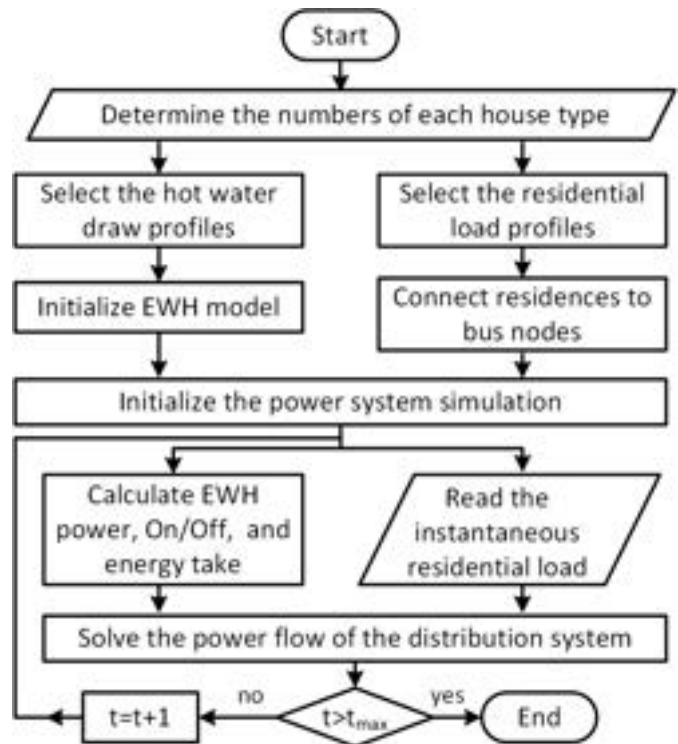 Start
Determine the numbers of each house type
Select the hot water
draw profiles
Select the residential
load profiles
Initialize EWH model
Connect residences to
bus nodes
Initialize the power system simulation
Calculate EWH
power, On/Off, and
energy take
Read the
instantaneous
residential load
Solve the power flow of the distribution system
t=t+1
no
t>tmax
yes
End